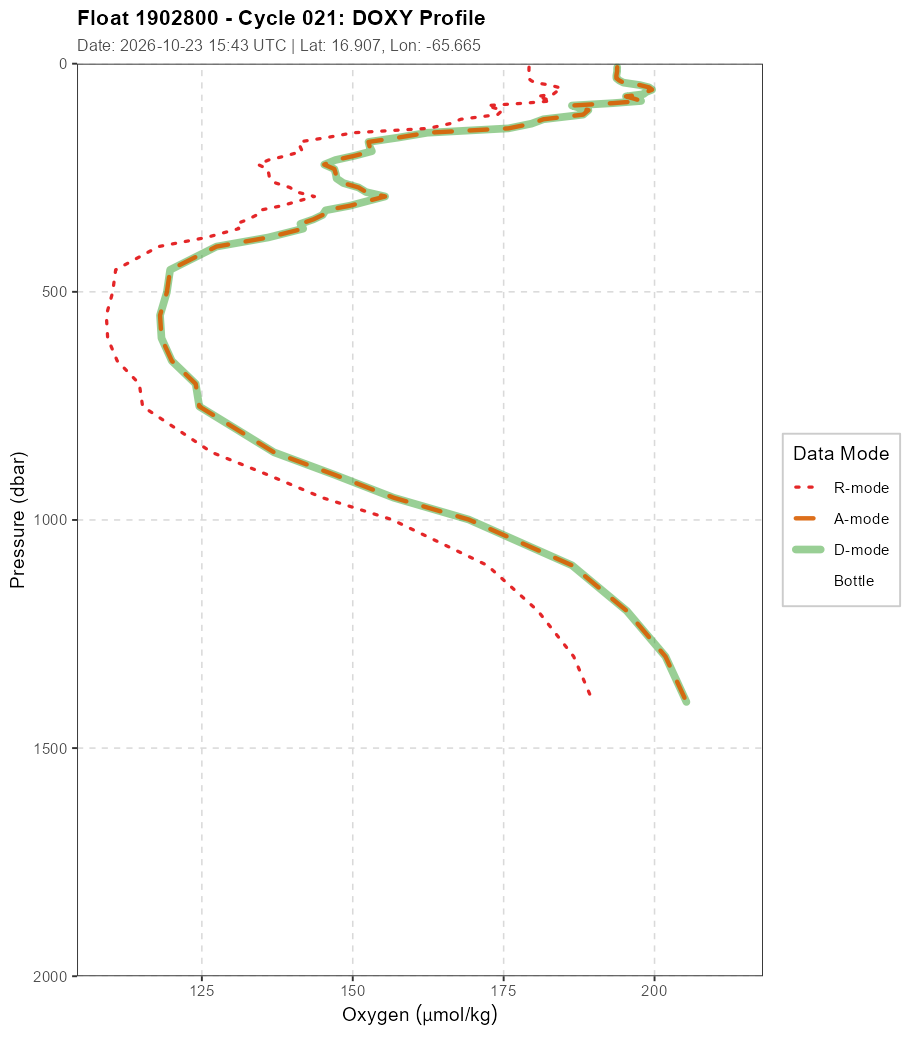 Float 1902800 - Cycle 021: DOXY Profile
Date: 2026-10-23 15:43 UTC | Lat: 16.907, Lon: -65.665
0
500
1000
1500
2000
Pressure (dbar)
125 150 175 200
Oxygen (μmol/kg)
Data Mode
R-mode
A-mode
D-mode
Bottle